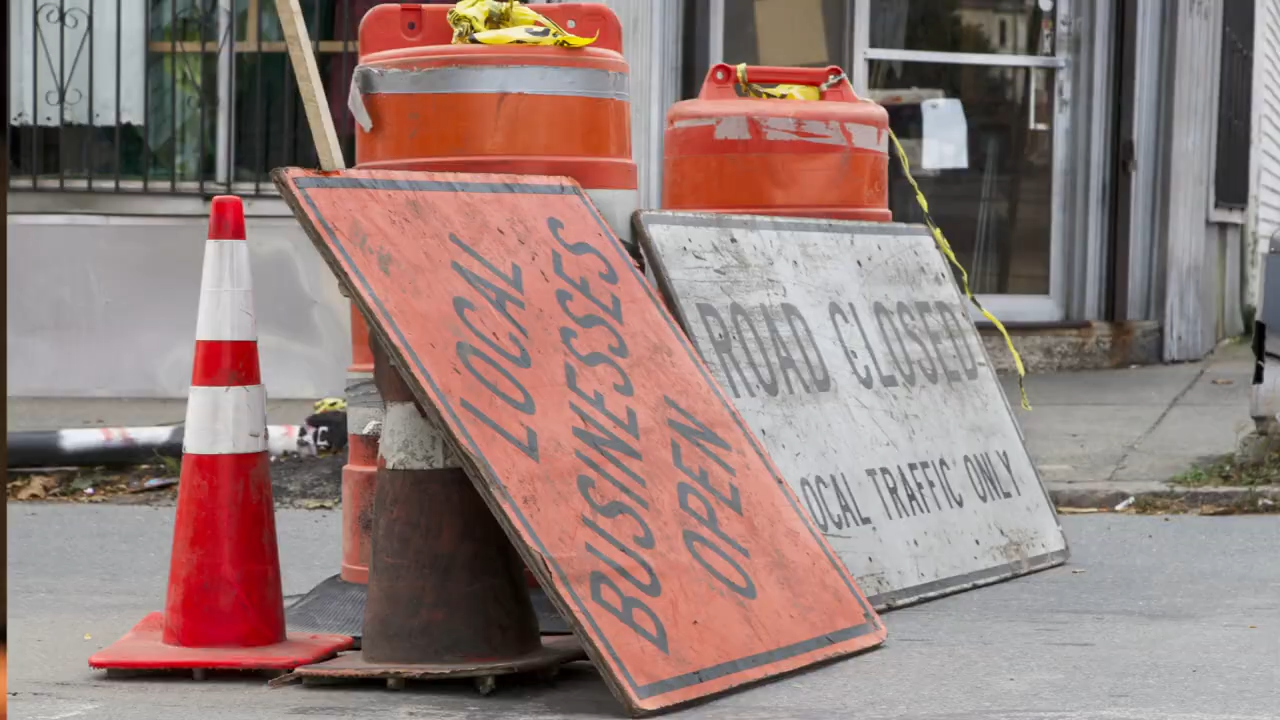 LOCAL
BUSINESSES
OPEN
ROAD CLOSED
LOCAL TRAFFIC ONLY